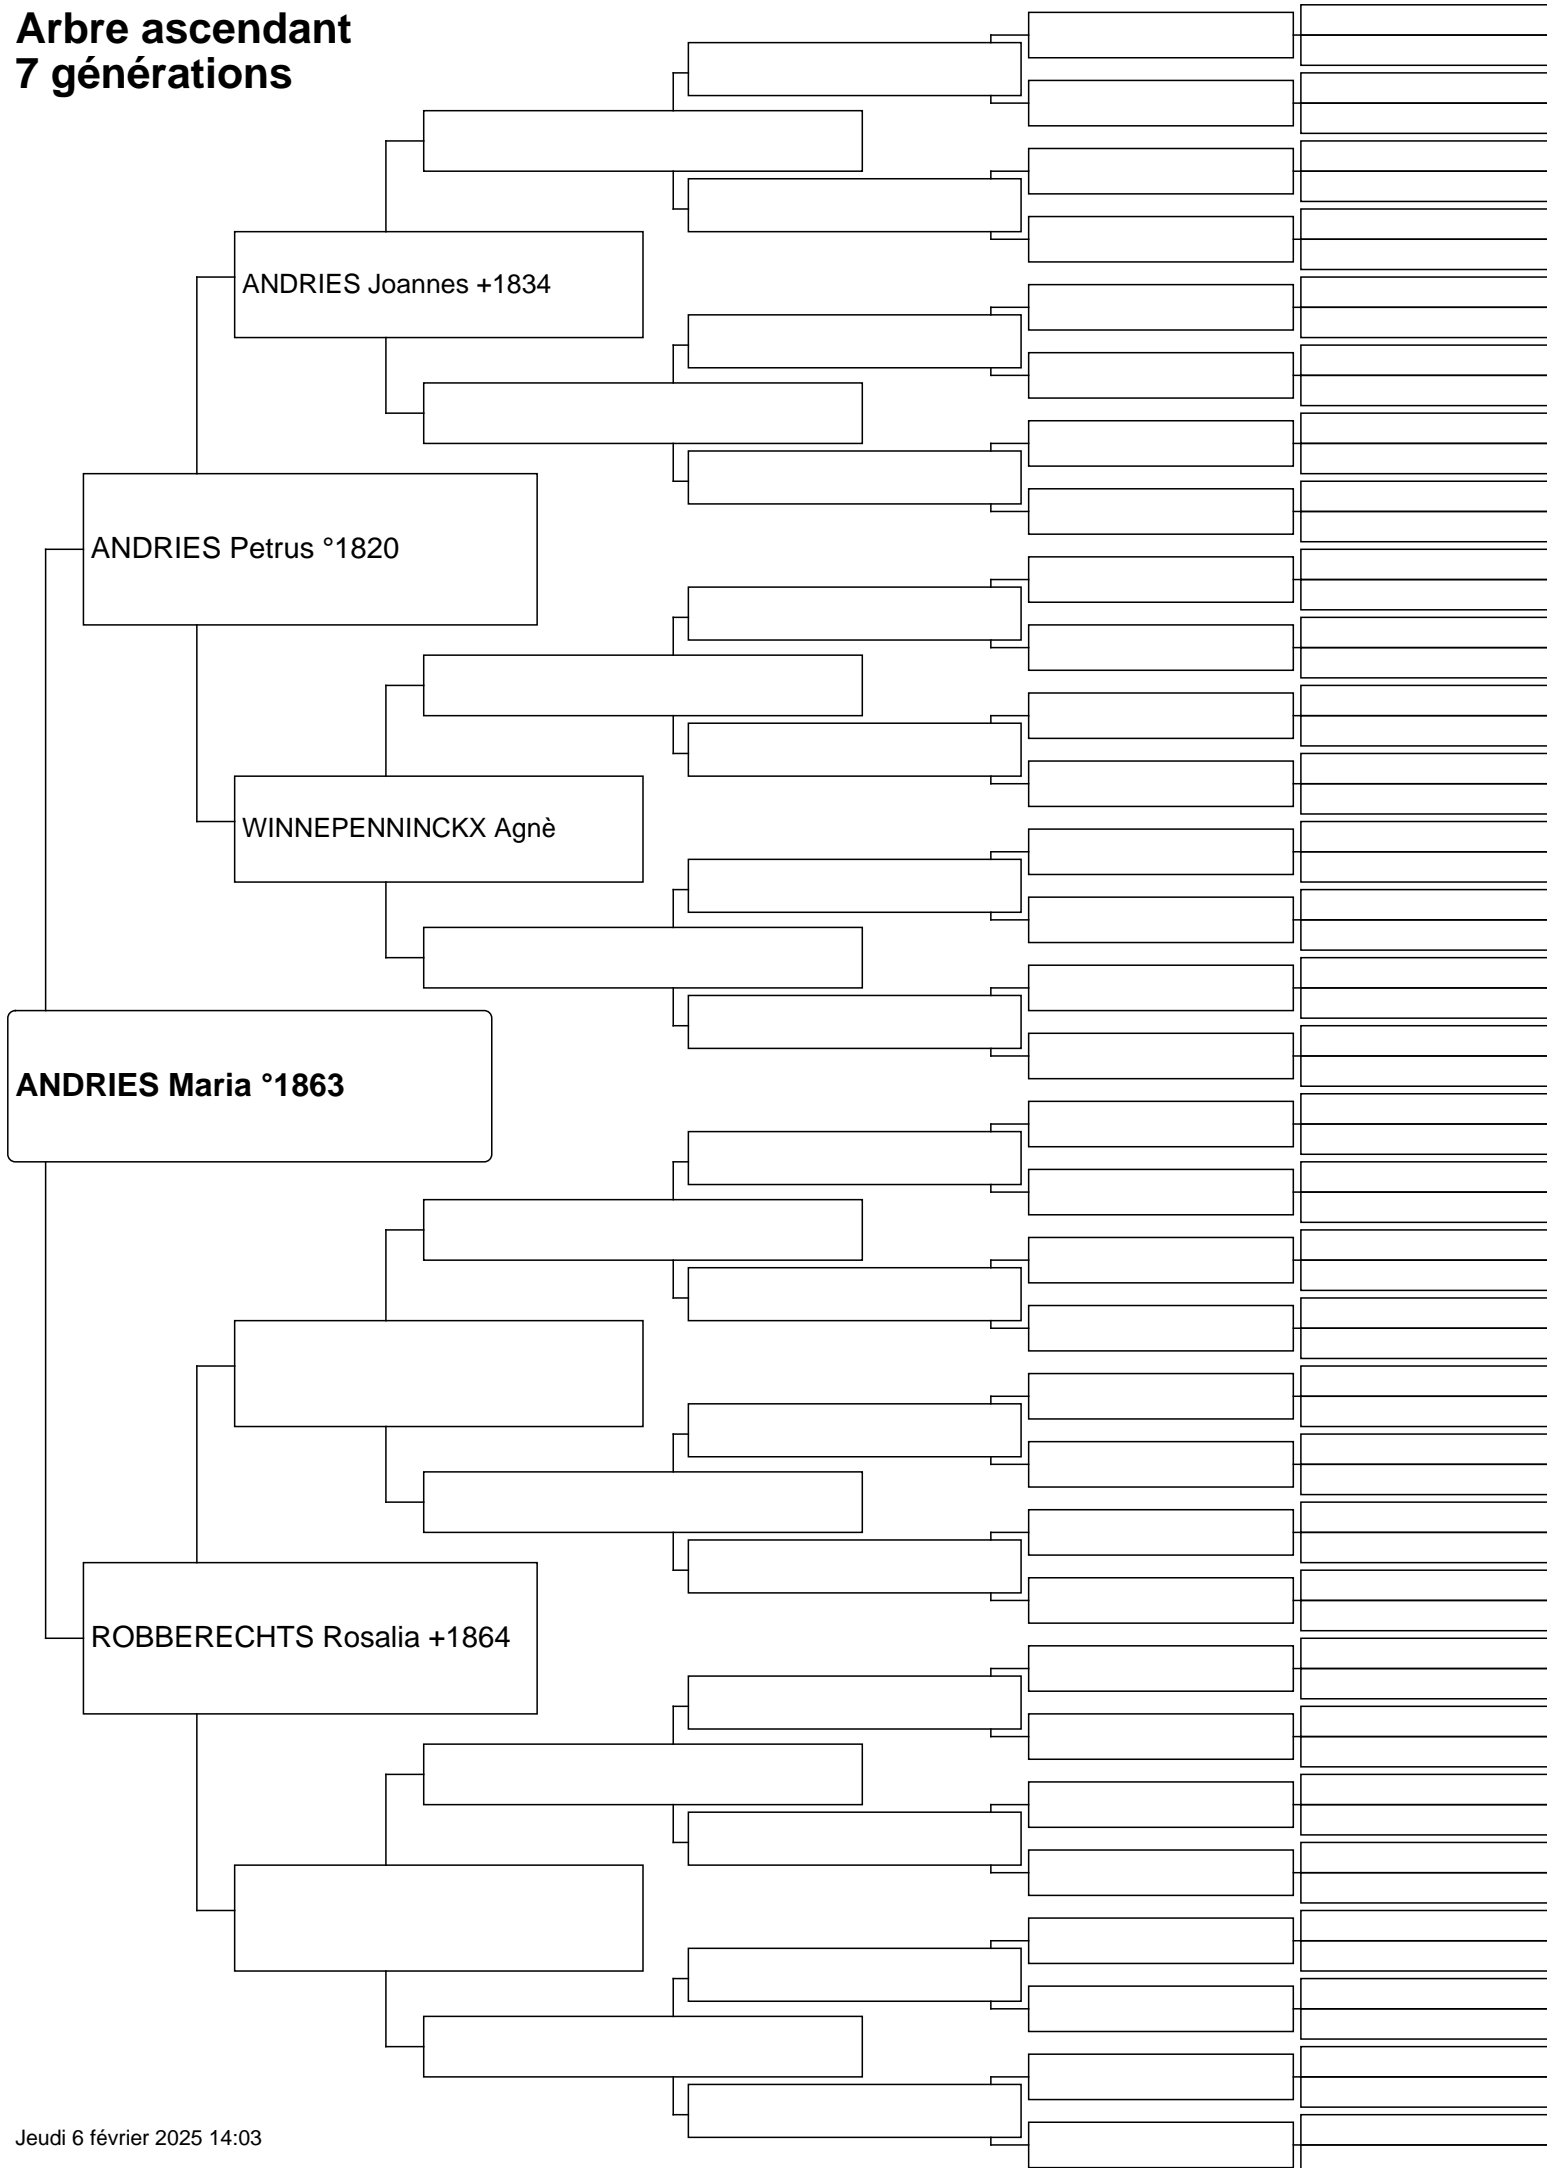 Arbre ascendant
7 générations
ANDRIES Joannes +1834
ANDRIES Petrus °1820
WINNEPENNINCKX Agnè
ANDRIES Maria °1863
ROBBERECHTS Rosalia +1864
Jeudi 6 février 2025 14:03